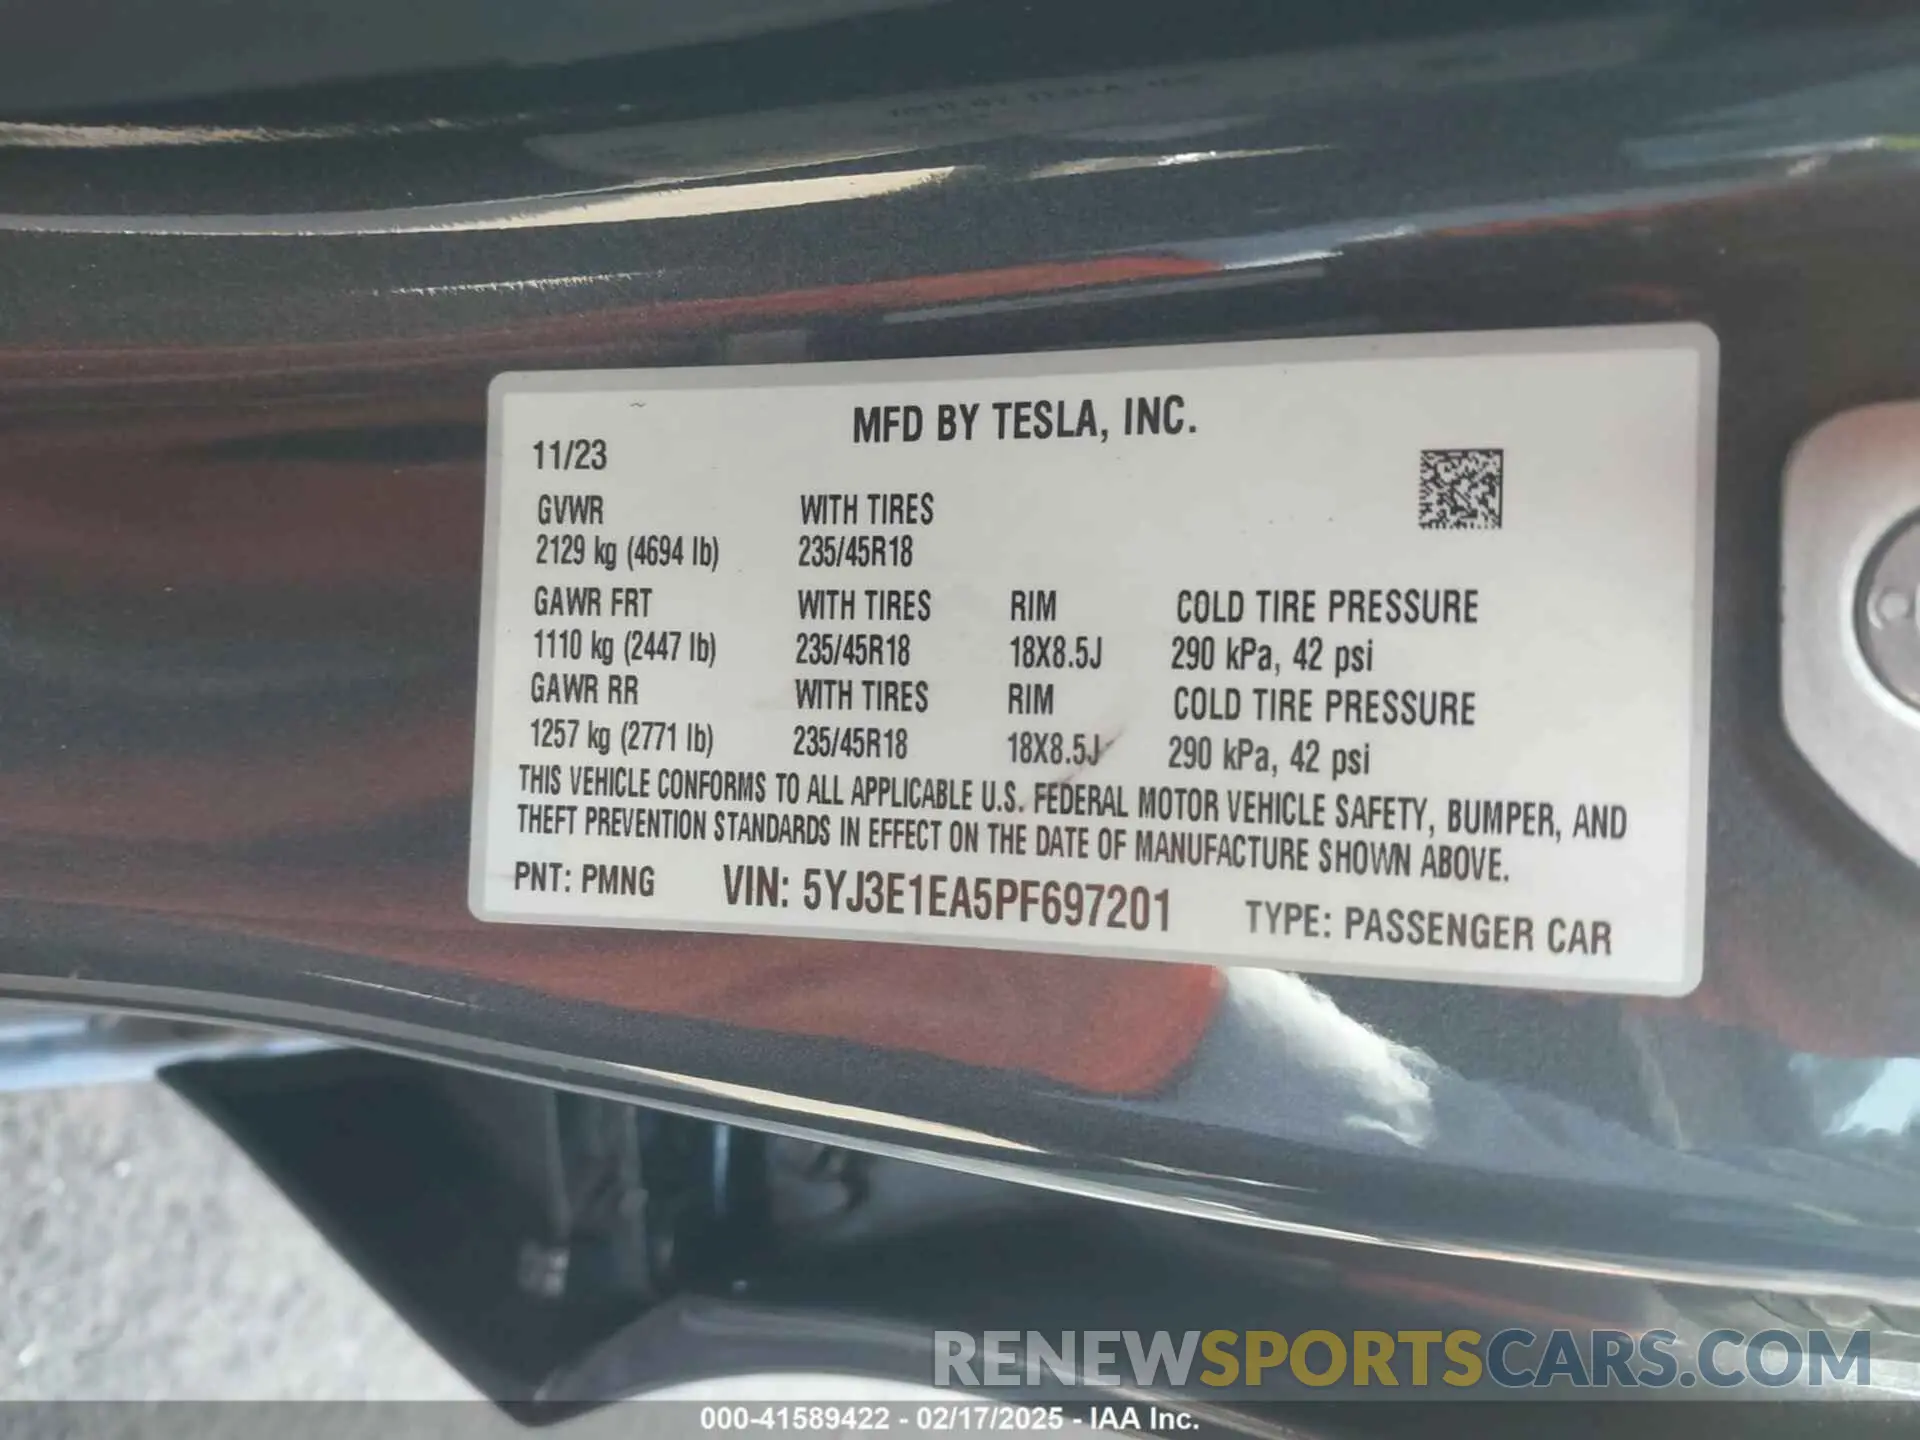 MFD BY TESLA, INC.
11/23
GVWR WITH TIRES
2129 kg (4694 lb) 235/45R18
GAWR FRT WITH TIRES RIM COLD TIRE PRESSURE
1110 kg (2447 lb) 235/45R18 18X8.5J 290 kPa, 42 psi
GAWR RR WITH TIRES RIM COLD TIRE PRESSURE
1257 kg (2771 lb) 235/45R18 18X8.5J 290 kPa, 42 psi
THIS VEHICLE CONFORMS TO ALL APPLICABLE U.S. FEDERAL MOTOR VEHICLE SAFETY, BUMPER, AND
THEFT PREVENTION STANDARDS IN EFFECT ON THE DATE OF MANUFACTURE SHOWN ABOVE.
PNT: PMNG VIN: 5YJ3E1EA5PF697201 TYPE: PASSENGER CAR
RENEWSPORTSCARS.COM
000-41589422 - 02/17/2025 - IAA Inc.